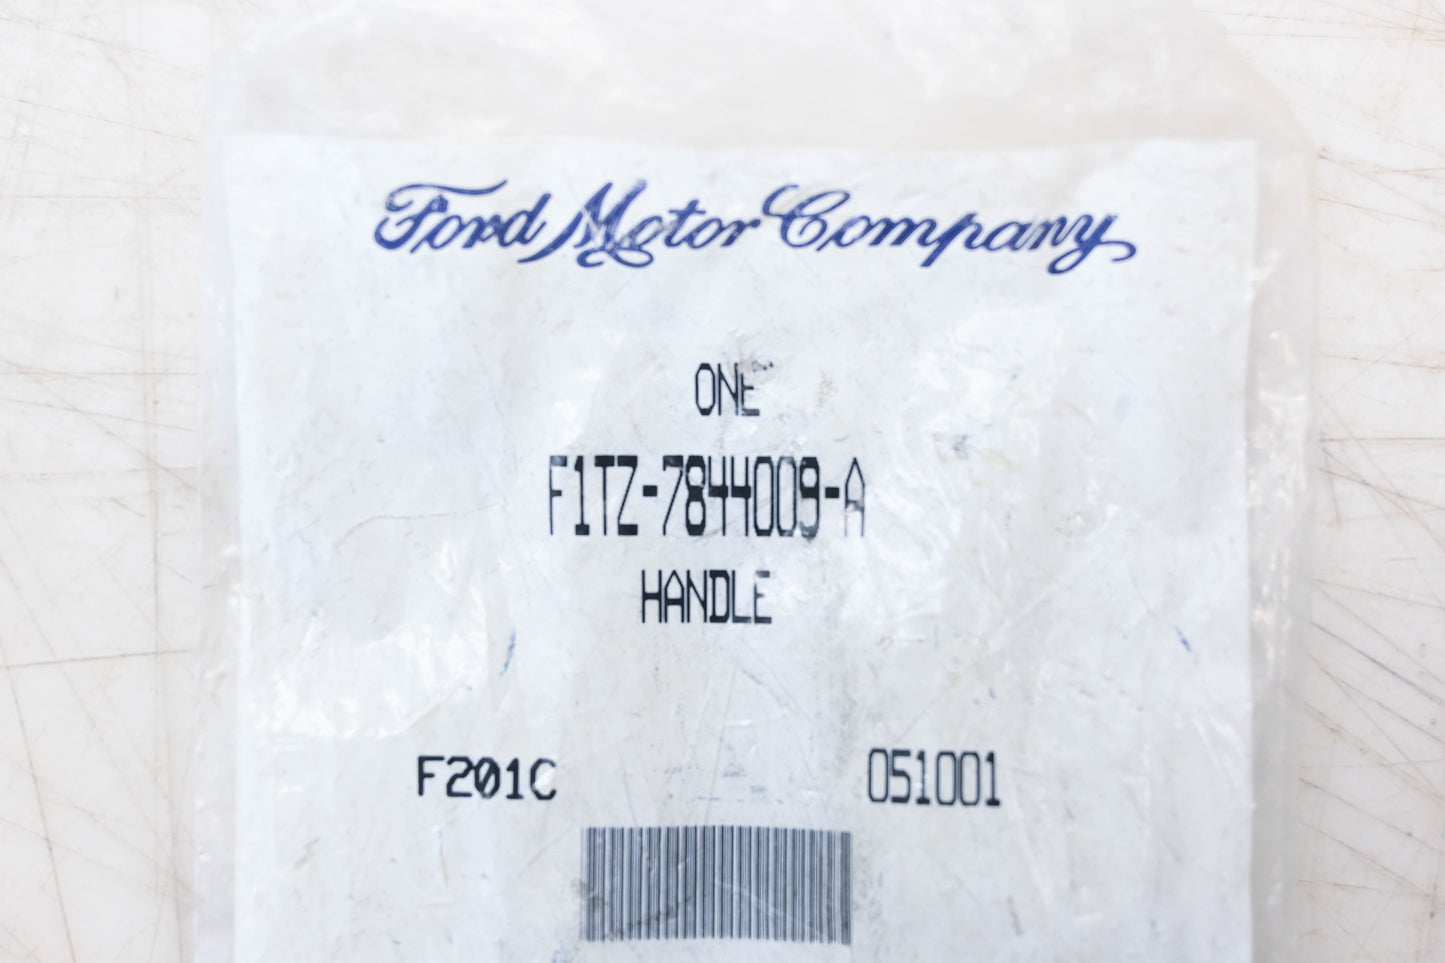 Ford Motor Company
ONE
F1TZ-7844009-A
HANDLE
F201C 051001